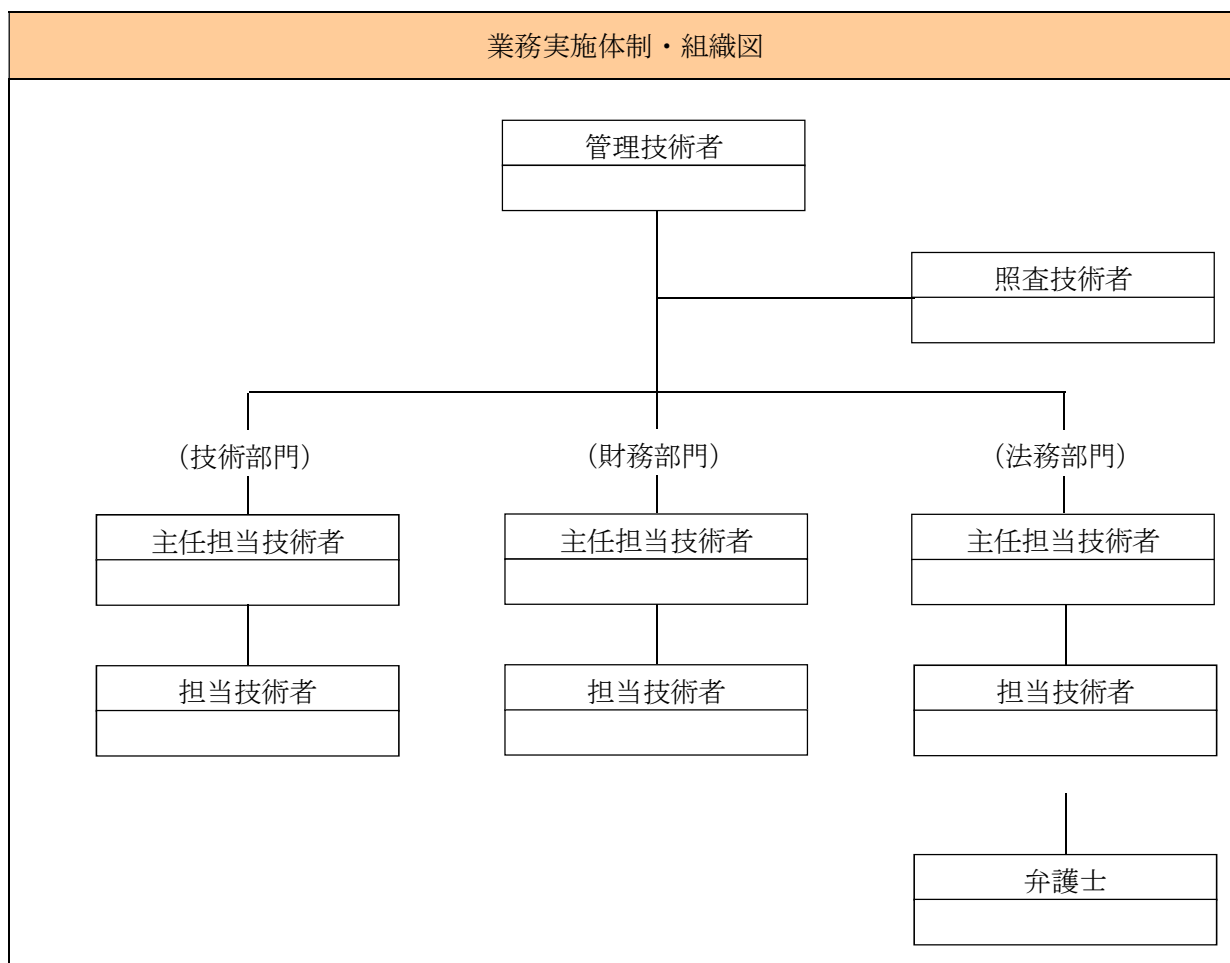 業務実施体制・組織図
管理技術者
照査技術者
（技術部門）
（財務部門）
（法務部門）
主任担当技術者
主任担当技術者
主任担当技術者
担当技術者
担当技術者
担当技術者
弁護士